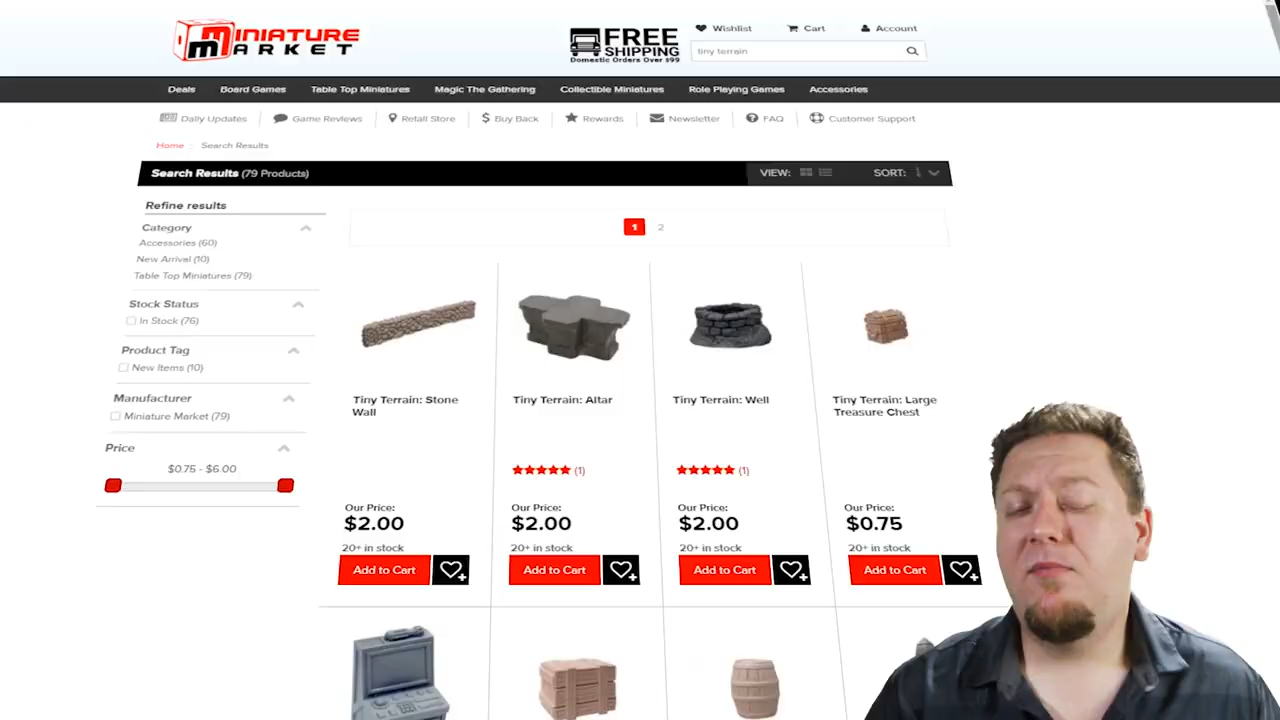 MINIATURE
MARKET
FREE
SHIPPING
Domestic Orders Over $99
Wishlist
Cart
Account
tiny terrain
Deals
Board Games
Table Top Miniatures
Magic The Gathering
Collectible Miniatures
Role Playing Games
Accessories
Daily Updates
Game Reviews
Retail Store
Buy Back
Rewards
Newsletter
FAQ
Customer Support
Home :: Search Results
Search Results (79 Products)
VIEW:
SORT:
Refine results
Category
Accessories (60)
New Arrival (10)
Table Top Miniatures (79)
Stock Status
In Stock (76)
Product Tag
New Items (10)
Manufacturer
Miniature Market (79)
Price
$0.75 - $6.00
1 2
Tiny Terrain: Stone
Wall
Our Price:
$2.00
20+ in stock
Add to Cart
Tiny Terrain: Altar
(1)
Our Price:
$2.00
20+ in stock
Add to Cart
Tiny Terrain: Well
(1)
Our Price:
$2.00
20+ in stock
Add to Cart
Tiny Terrain: Large
Treasure Chest
Our Price:
$0.75
20+ in stock
Add to Cart